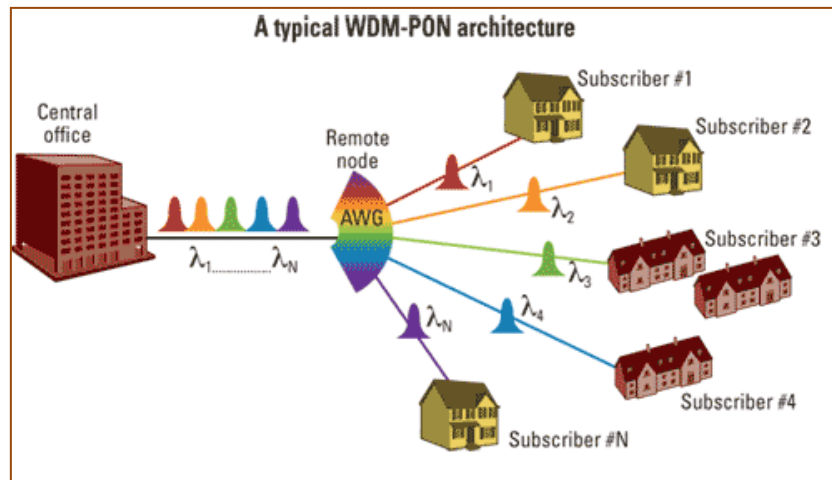 A typical WDM-PON architecture
Central
office
Remote
node
AWG
λ1..............λN
λ1
λ2
λ3
λ4
λN
Subscriber #1
Subscriber #2
Subscriber #3
Subscriber #4
Subscriber #N